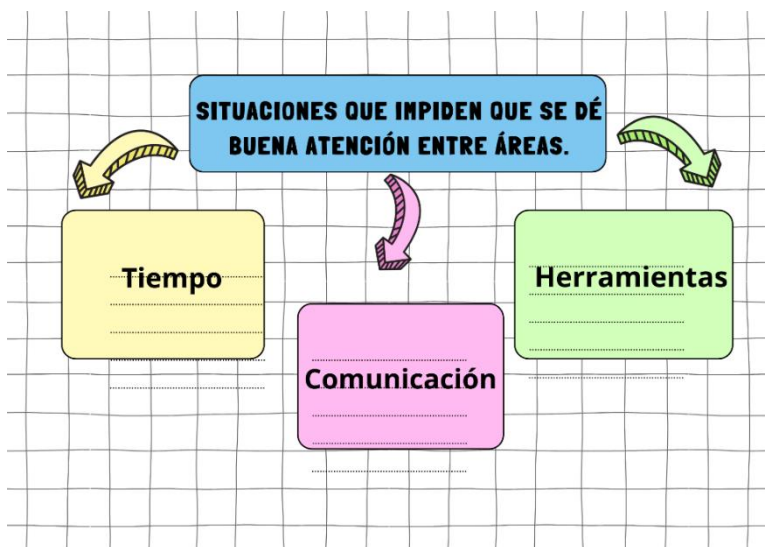 SITUACIONES QUE IMPIDEN QUE SE DÉ
BUENA ATENCIÓN ENTRE ÁREAS.
Tiempo
Comunicación
Herramientas